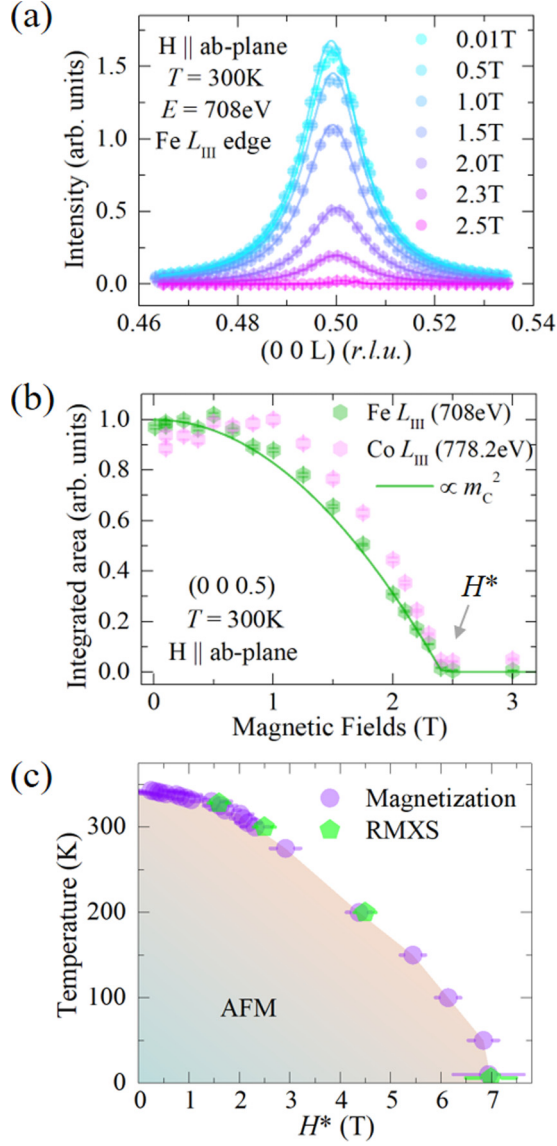 (a)
H || ab-plane
T = 300K
E = 708eV
Fe L_III edge
0.01T
0.5T
1.0T
1.5T
2.0T
2.3T
2.5T
Intensity (arb. units)
1.5
1.0
0.5
0.0
0.46 0.48 0.50 0.52 0.54
(0 0 L) (r.l.u.)
(b)
Fe L_III (708eV)
Co L_III (778.2eV)
∝ m_C^2
(0 0 0.5)
T = 300K
H || ab-plane
H*
Integrated area (arb. units)
1.0
0.8
0.6
0.4
0.2
0.0
0 1 2 3
Magnetic Fields (T)
(c)
Magnetization
RMXS
AFM
Temperature (K)
300
200
100
0
0 1 2 3 4 5 6 7
H* (T)